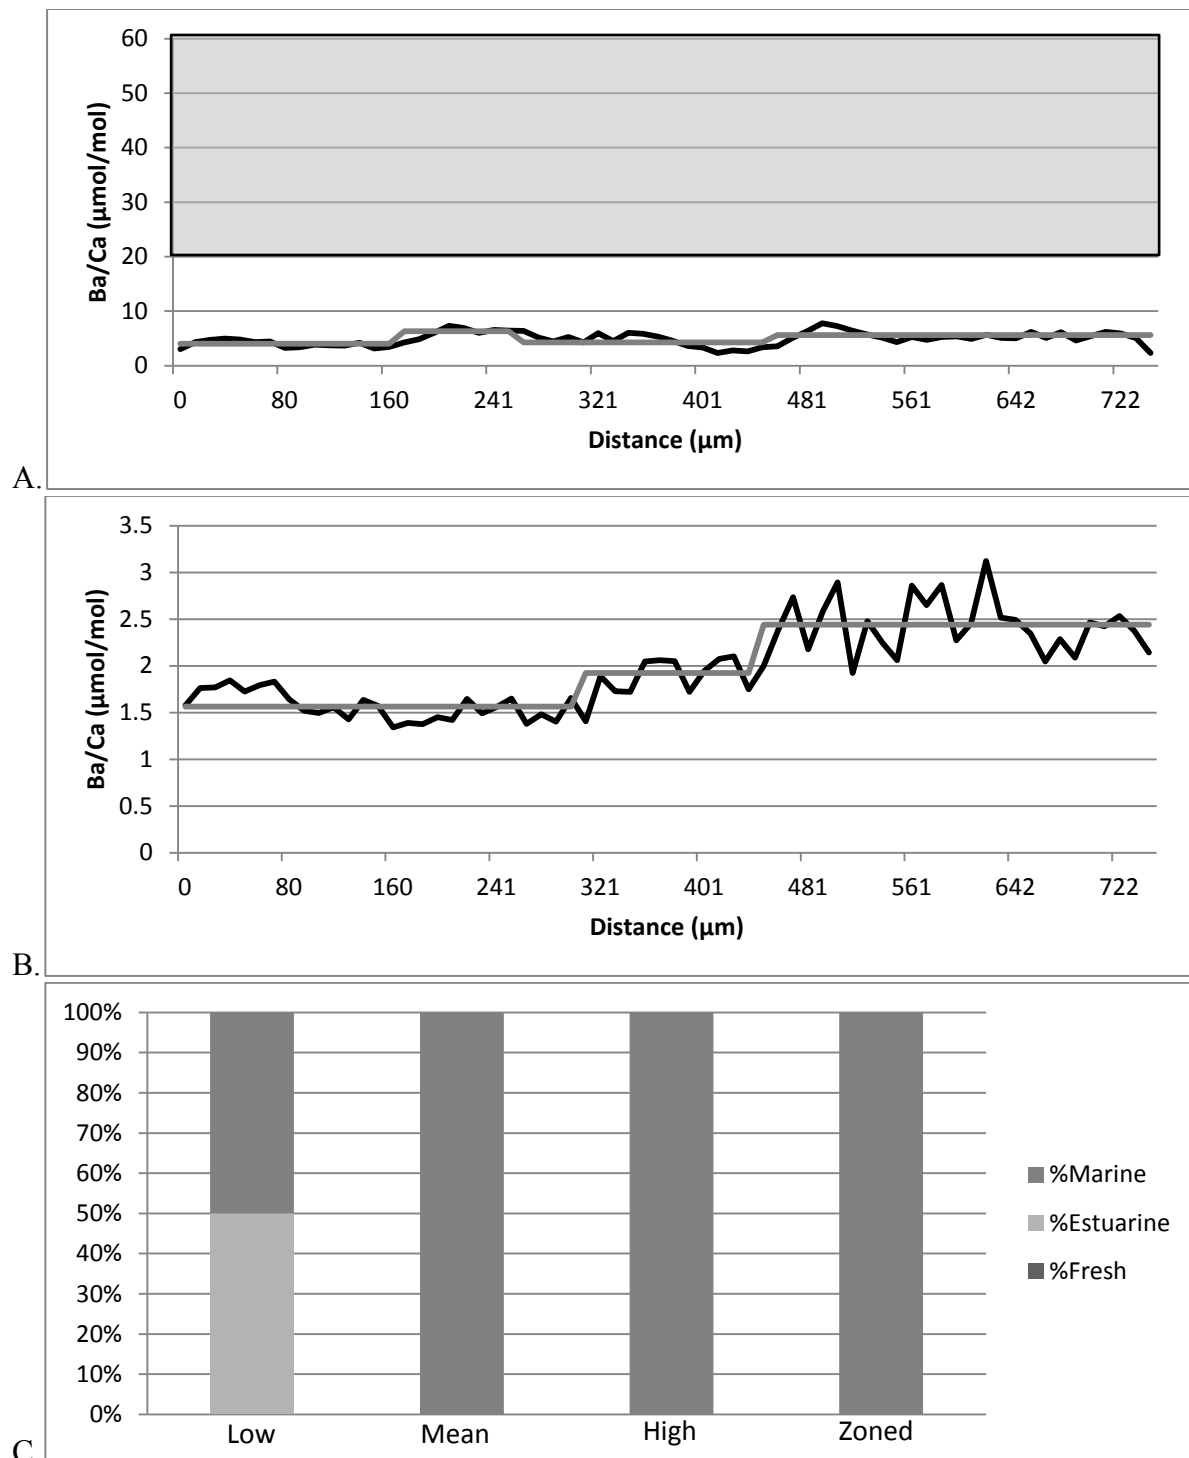 60
50
40
30
20
10
0
Ba/Ca (µmol/mol)
0 80 160 241 321 401 481 561 642 722
Distance (µm)
A.
3.5
3
2.5
2
1.5
1
0.5
0
Ba/Ca (µmol/mol)
0 80 160 241 321 401 481 561 642 722
Distance (µm)
B.
100%
90%
80%
70%
60%
50%
40%
30%
20%
10%
0%
Low Mean High Zoned
%Marine
%Estuarine
%Fresh
C